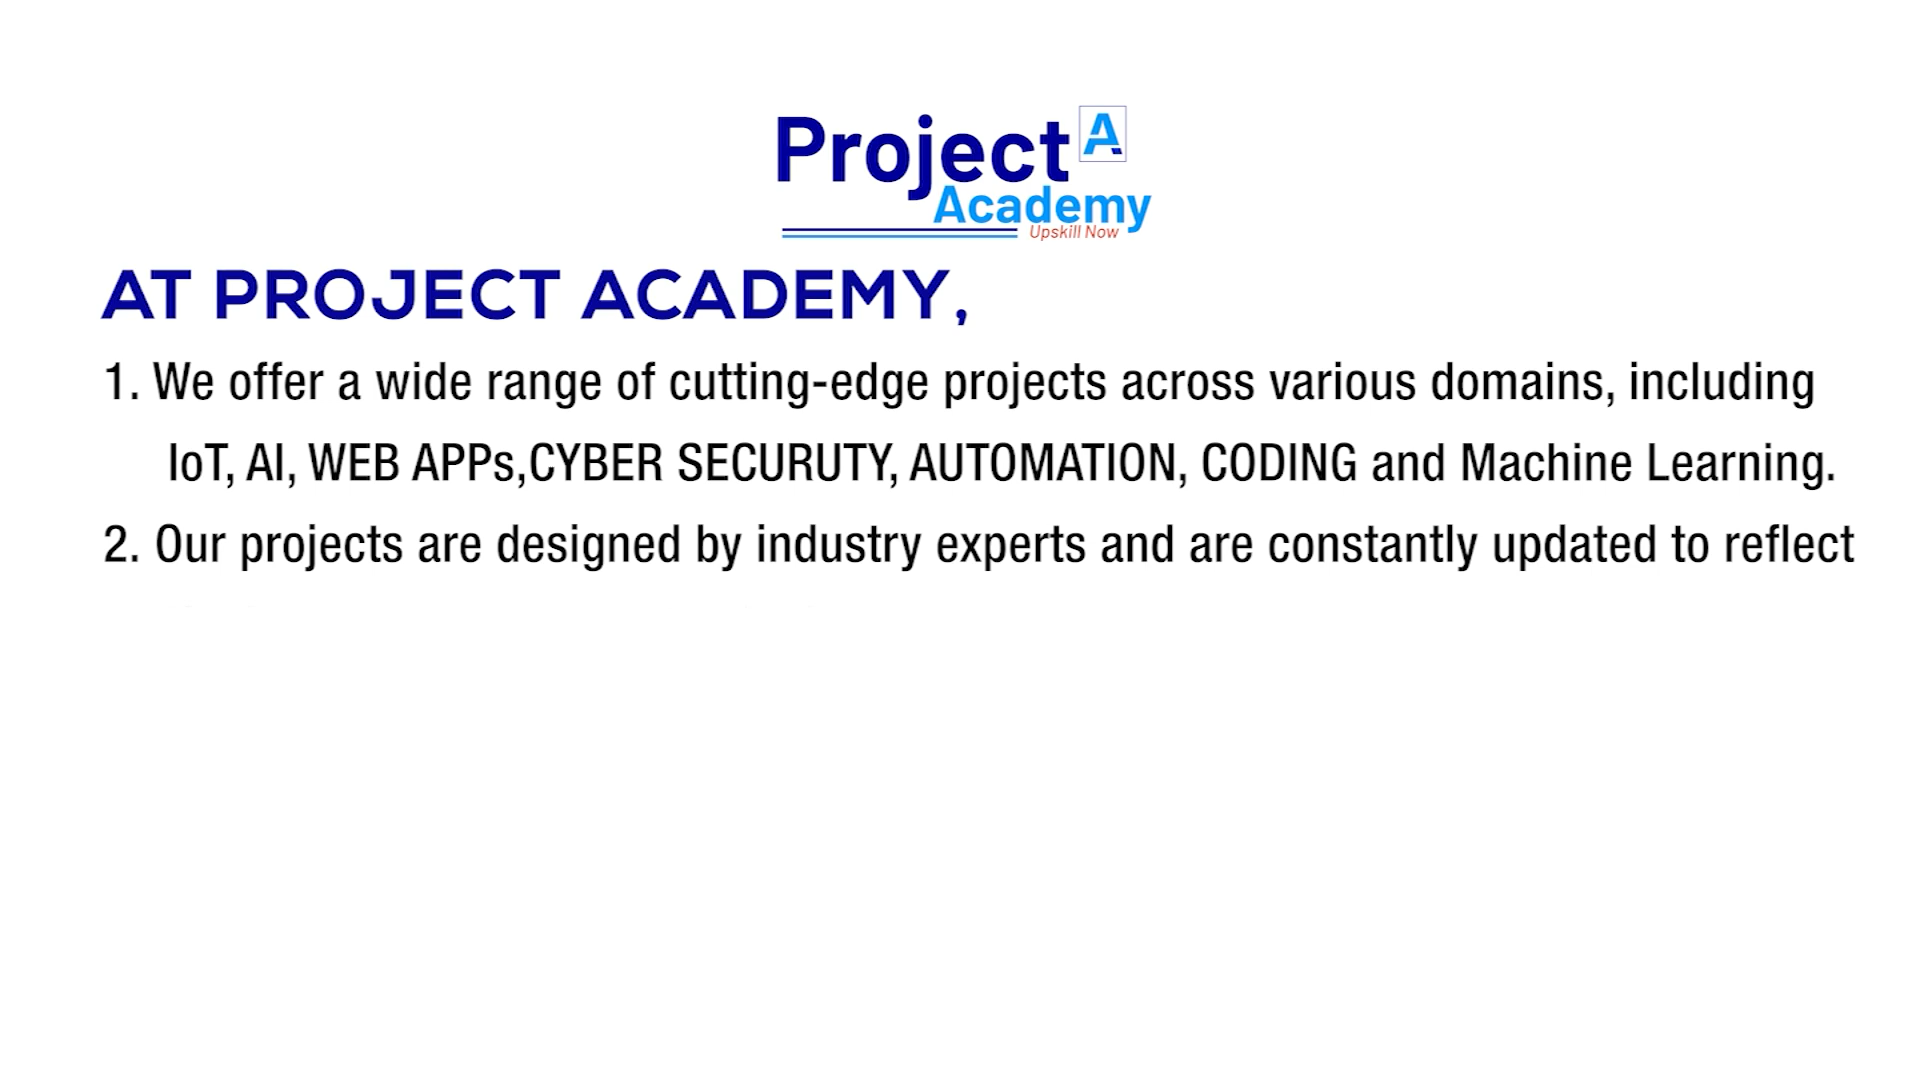 Project A
Academy
Upskill Now
AT PROJECT ACADEMY,
1. We offer a wide range of cutting-edge projects across various domains, including
IoT, AI, WEB APPs,CYBER SECURUTY, AUTOMATION, CODING and Machine Learning.
2. Our projects are designed by industry experts and are constantly updated to reflect